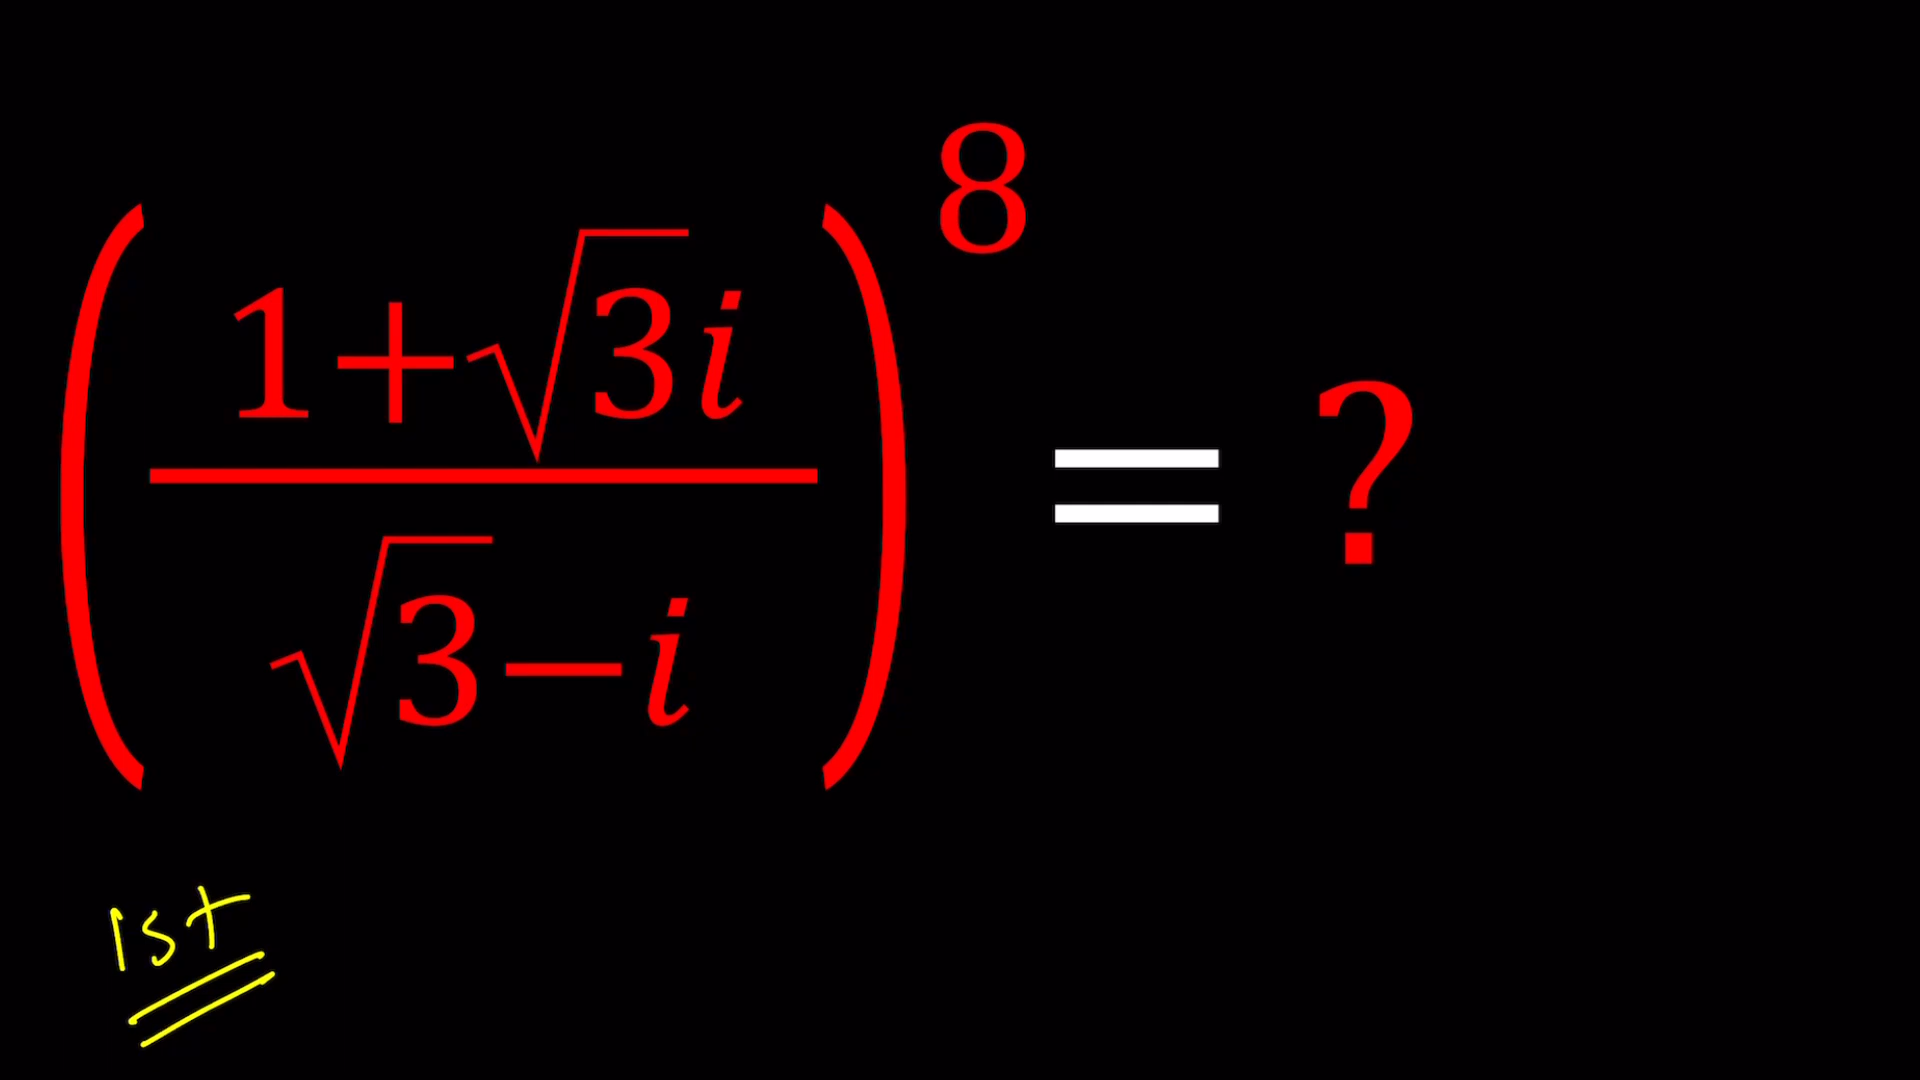 (1+√3i / √3−i)^8 = ?
1st